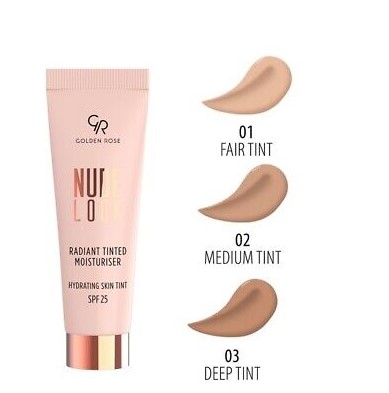 GR
GOLDEN ROSE
NUDE
LOOK
RADIANT TINTED
MOISTURISER
HYDRATING SKIN TINT
SPF 25
01
FAIR TINT
02
MEDIUM TINT
03
DEEP TINT